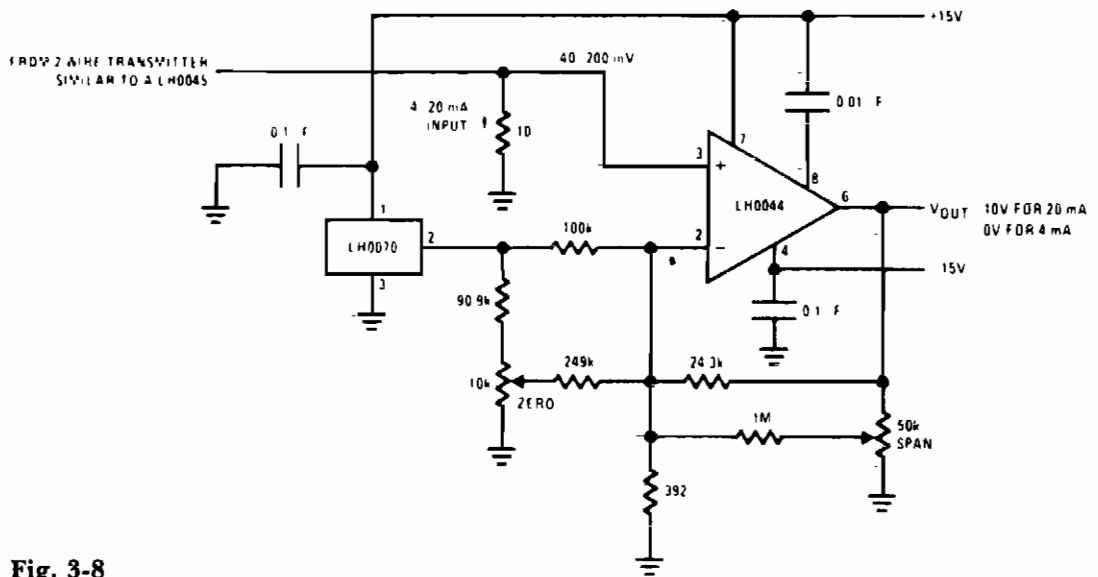 +15V
FROM 2 WIRE TRANSMITTER
SIMILAR TO A LH0045
40 200 mV
0.01 F
4 20 mA
INPUT
10
0.1 F
7
3
+
8
LH0044
6
VOUT 10V FOR 20 mA
0V FOR 4 mA
1
LH0070
2
100k
2
−
4
15V
3
90.9k
0.1 F
10k
ZERO
249k
24.3k
1M
50k
SPAN
392
Fig. 3-8